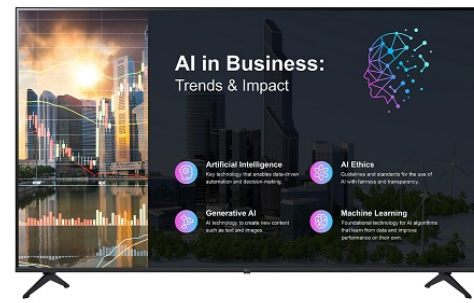 AI in Business:
Trends & Impact
Artificial Intelligence
Key technology that enables data-driven
automation and decision-making.
AI Ethics
Guidelines and standards for the use of
AI with fairness and transparency.
Generative AI
AI technology to create new content
such as text and images
Machine Learning
Foundational technology for AI algorithms
that learn from data and improve
performance on their own.